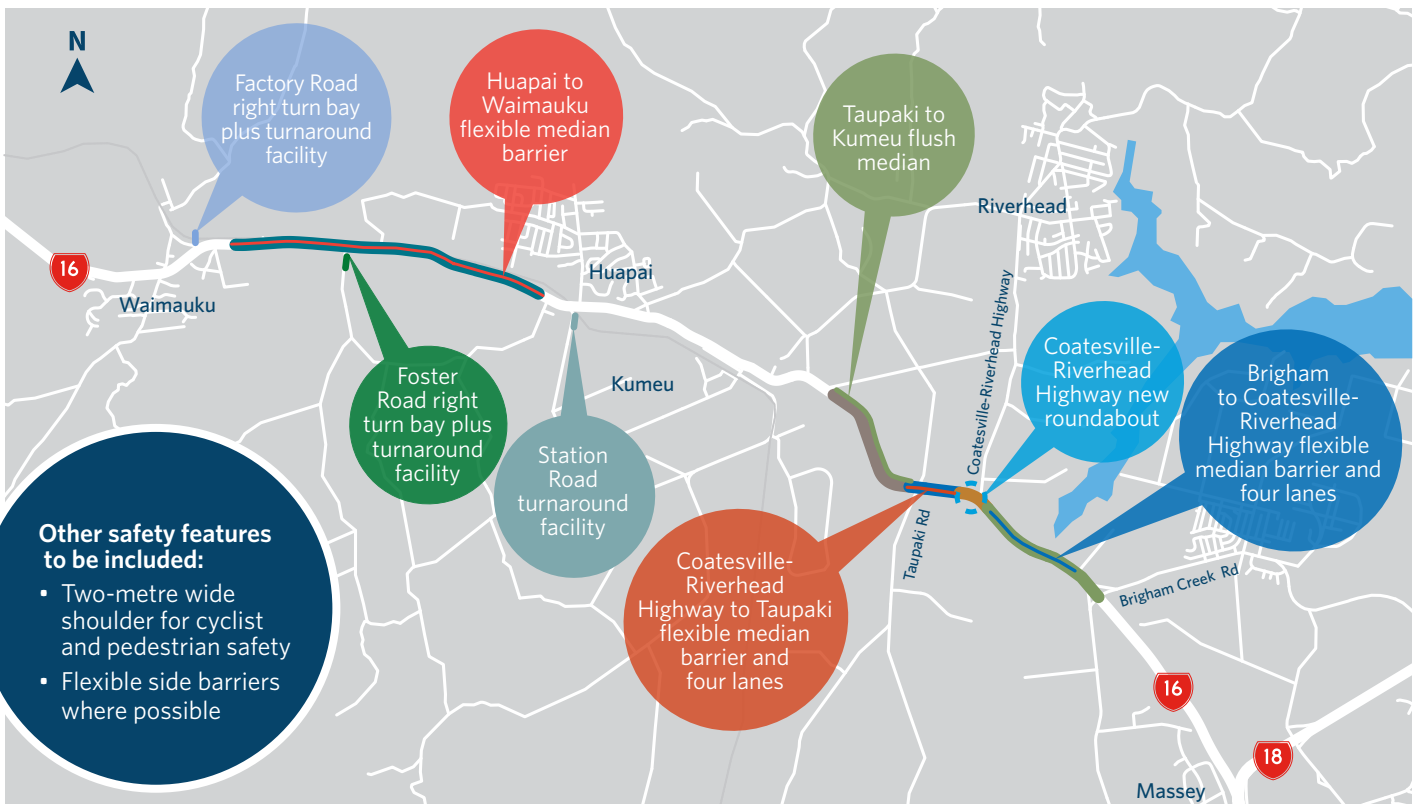 N
Factory Road
right turn bay
plus turnaround
facility
Huapai to
Waimauku
flexible median
barrier
Taupaki to
Kumeu flush
median
Riverhead
16
Waimauku
Huapai
Kumeu
Coatesville-Riverhead Highway
Coatesville-
Riverhead
Highway new
roundabout
Brigham
to Coatesville-
Riverhead
Highway flexible
median barrier and
four lanes
Foster
Road right
turn bay plus
turnaround
facility
Station
Road
turnaround
facility
Taupaki Rd
Coatesville-
Riverhead
Highway to Taupaki
flexible median
barrier and
four lanes
Brigham Creek Rd
Other safety features
to be included:
• Two-metre wide
shoulder for cyclist
and pedestrian safety
• Flexible side barriers
where possible
16
18
Massey